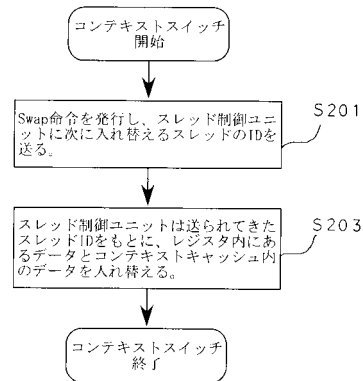 コンテキストスイッチ
開始
Swap命令を発行し、スレッド制御ユニ
ットに次に入れ替えるスレッドのIDを
送る。
S201
スレッド制御ユニットは送られてきた
スレッドIDをもとに、レジスタ内にあ
るデータとコンテキストキャッシュ内
のデータを入れ替える。
S203
コンテキストスイッチ
終了